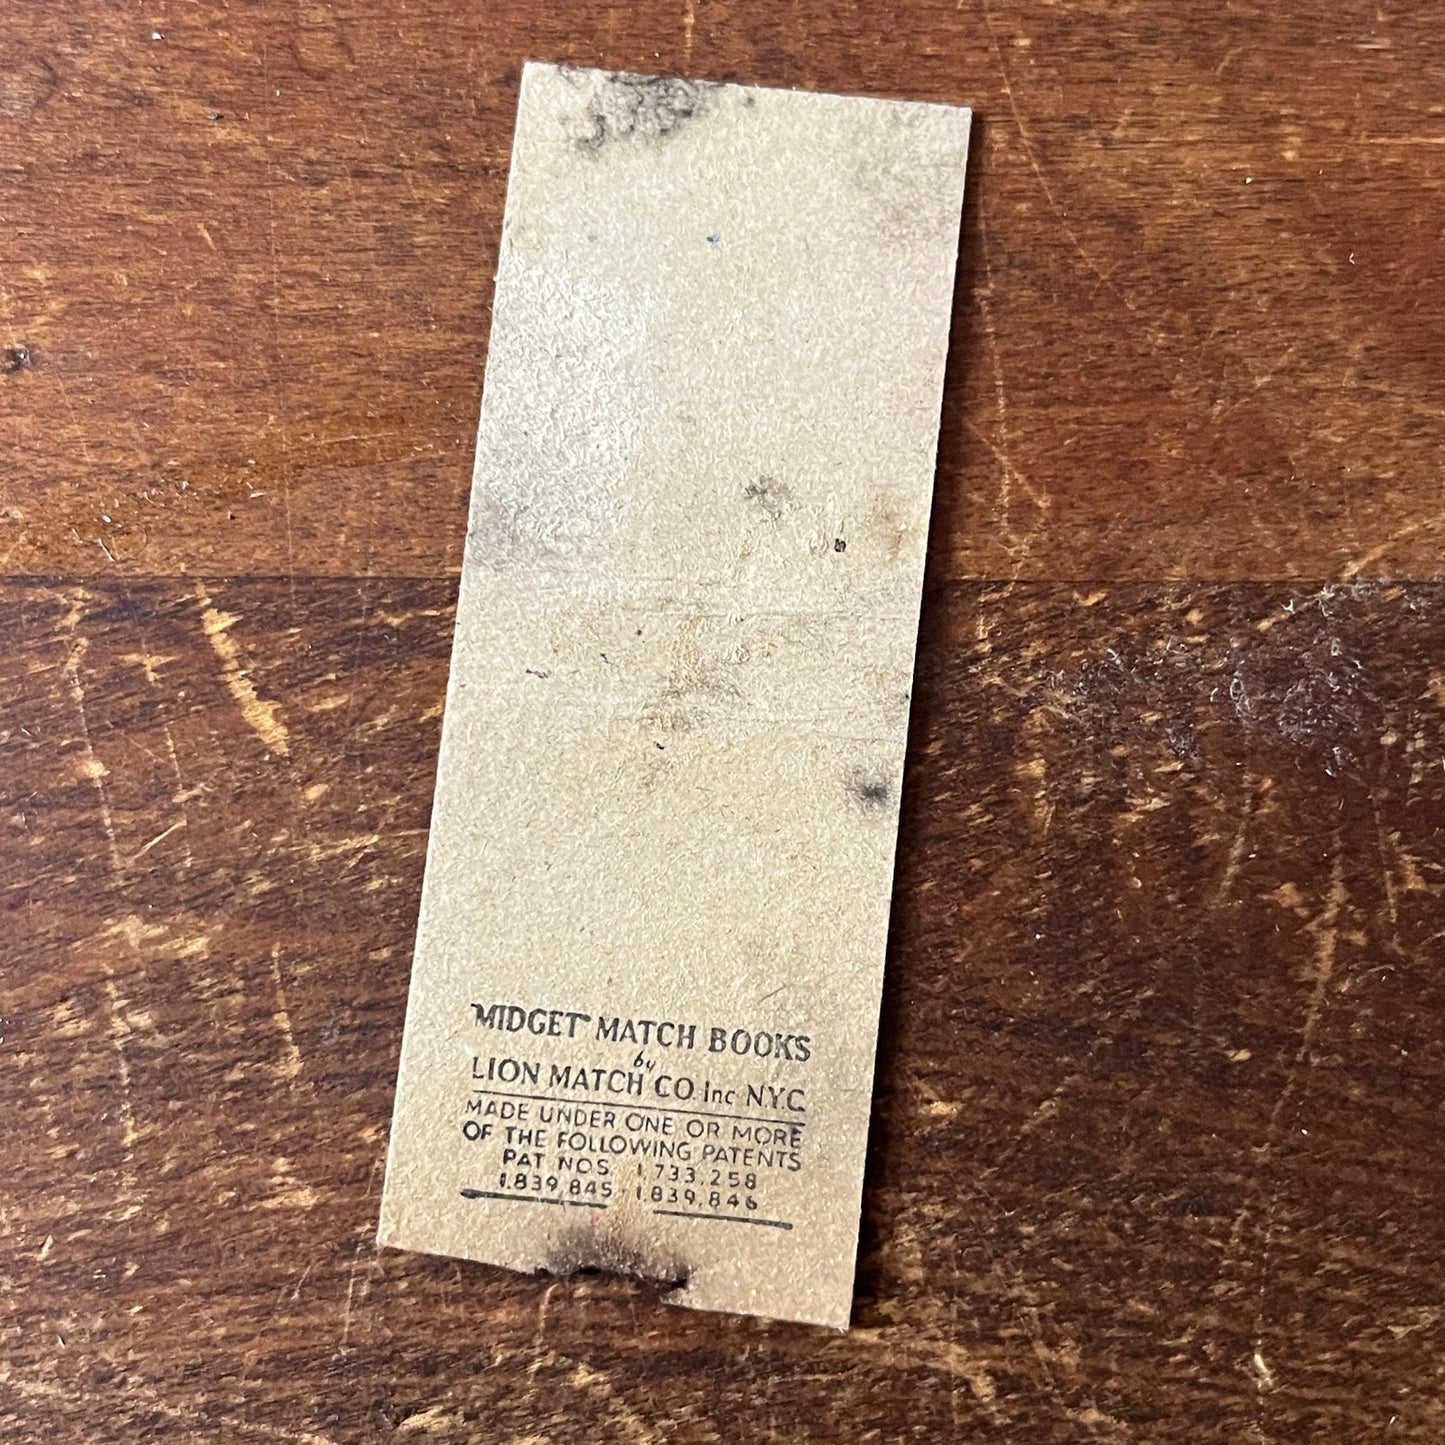 "MIDGET" MATCH BOOKS
by
LION MATCH CO. Inc N.Y.C.
MADE UNDER ONE OR MORE
OF THE FOLLOWING PATENTS
PAT NOS. 1,733,258
1,839,845 - 1,839,846